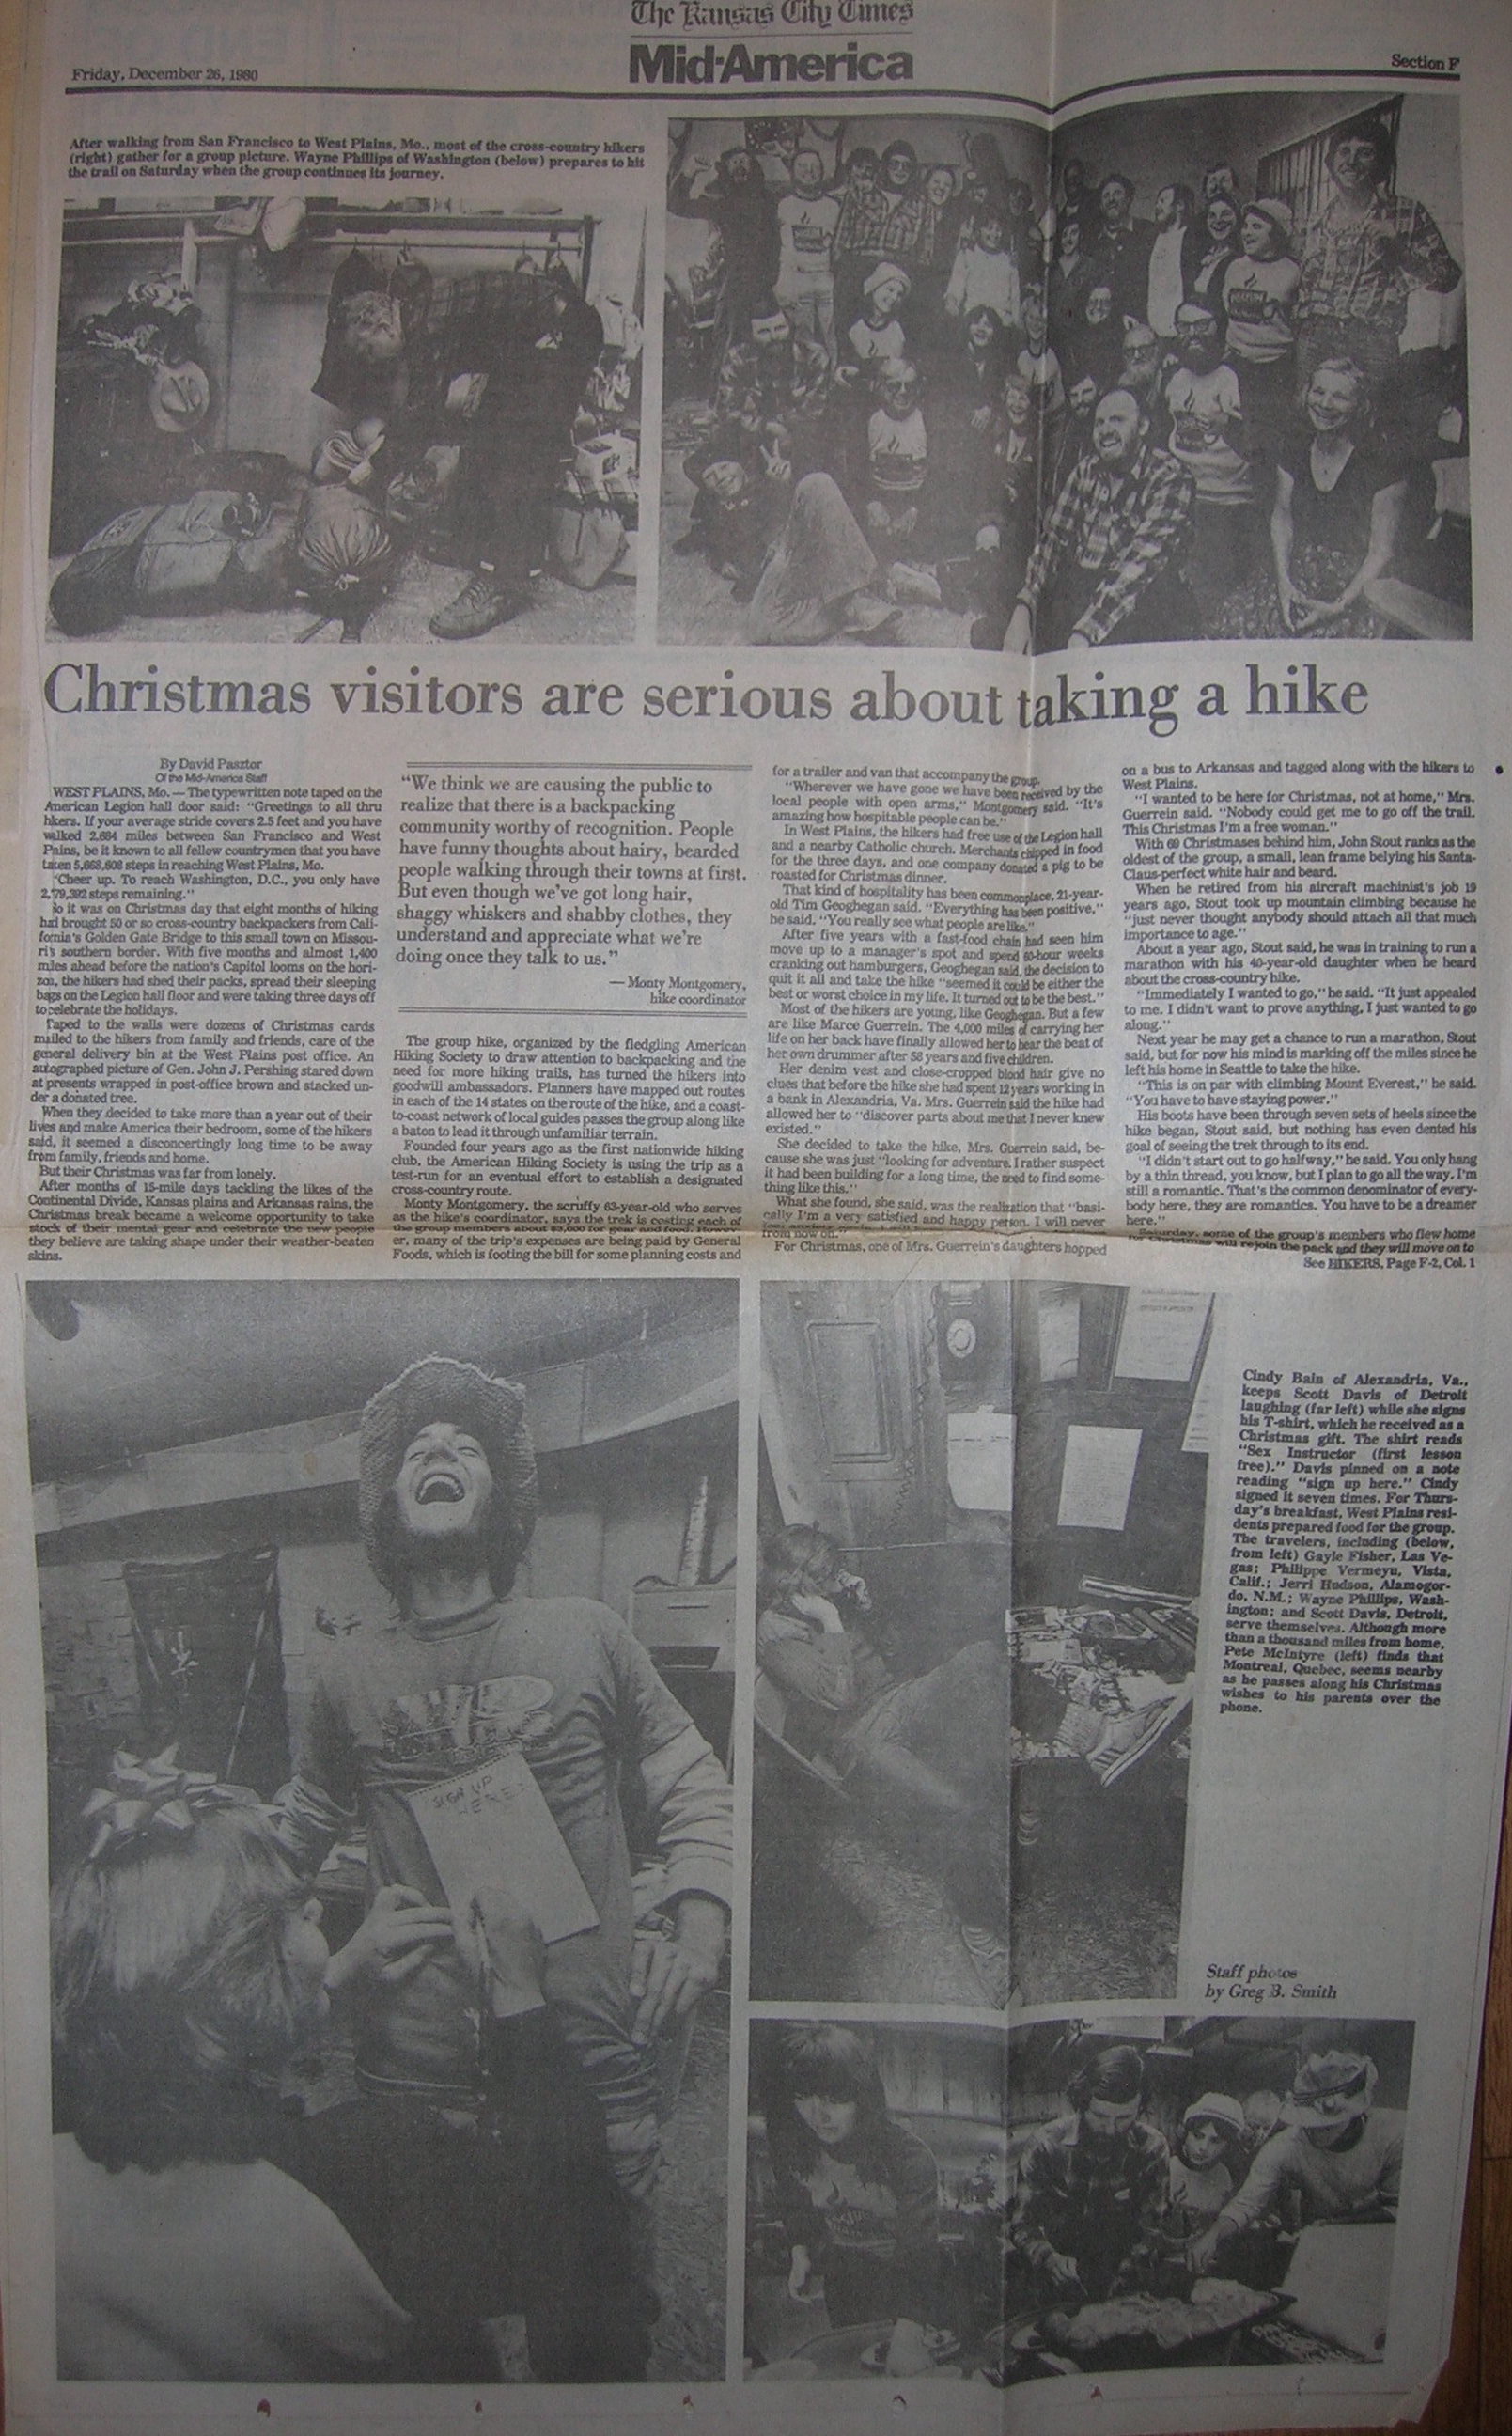 The Kansas City Times
Mid-America
Friday, December 26, 1980
Section F
After walking from San Francisco to West Plains, Mo., most of the cross-country hikers
(right) gather for a group picture. Wayne Phillips of Washington (below) prepares to hit
the trail on Saturday when the group continues its journey.
Christmas visitors are serious about taking a hike
By David Pasztor
Of the Mid-America Staff
WEST PLAINS, Mo. — The typewritten note taped on the
American Legion hall door said: "Greetings to all thru
hkers. If your average stride covers 2.5 feet and you have
walked 2,684 miles between San Francisco and West
Pains, be it known to all fellow countrymen that you have
taken 5,668,608 steps in reaching West Plains, Mo.
"Cheer up. To reach Washington, D.C., you only have
2,79,392 steps remaining."
So it was on Christmas day that eight months of hiking
had brought 50 or so cross-country backpackers from Cali-
fornia's Golden Gate Bridge to this small town on Missou-
ri's southern border. With five months and almost 1,400
miles ahead before the nation's Capitol looms on the hori-
zon, the hikers had shed their packs, spread their sleeping
bags on the Legion hall floor and were taking three days off
to celebrate the holidays.
Taped to the walls were dozens of Christmas cards
mailed to the hikers from family and friends, care of the
general delivery bin at the West Plains post office. An
autographed picture of Gen. John J. Pershing stared down
at presents wrapped in post-office brown and stacked un-
der a donated tree.
When they decided to take more than a year out of their
lives and make America their bedroom, some of the hikers
said, it seemed a disconcertingly long time to be away
from family, friends and home.
But their Christmas was far from lonely.
After months of 15-mile days tackling the likes of the
Continental Divide, Kansas plains and Arkansas rains, the
Christmas break became a welcome opportunity to take
stock of their mental gear and celebrate the new people
they believe are taking shape under their weather-beaten
skins.
"We think we are causing the public to
realize that there is a backpacking
community worthy of recognition. People
have funny thoughts about hairy, bearded
people walking through their towns at first.
But even though we've got long hair,
shaggy whiskers and shabby clothes, they
understand and appreciate what we're
doing once they talk to us."
— Monty Montgomery,
hike coordinator
The group hike, organized by the fledgling American
Hiking Society to draw attention to backpacking and the
need for more hiking trails, has turned the hikers into
goodwill ambassadors. Planners have mapped out routes
in each of the 14 states on the route of the hike, and a coast-
to-coast network of local guides passes the group along like
a baton to lead it through unfamiliar terrain.
Founded four years ago as the first nationwide hiking
club, the American Hiking Society is using the trip as a
test-run for an eventual effort to establish a designated
cross-country route.
Monty Montgomery, the scruffy 63-year-old who serves
as the hike's coordinator, says the trek is costing each of
the group members about $3,000 for gear and food. Howev-
er, many of the trip's expenses are being paid by General
Foods, which is footing the bill for some planning costs and
for a trailer and van that accompany the group.
"Wherever we have gone we have been received by the
local people with open arms," Montgomery said. "It's
amazing how hospitable people can be."
In West Plains, the hikers had free use of the Legion hall
and a nearby Catholic church. Merchants chipped in food
for the three days, and one company donated a pig to be
roasted for Christmas dinner.
That kind of hospitality has been commonplace, 21-year-
old Tim Geoghegan said. "Everything has been positive,"
he said. "You really see what people are like."
After five years with a fast-food chain had seen him
move up to a manager's spot and spend 60-hour weeks
cranking out hamburgers, Geoghegan said, the decision to
quit it all and take the hike "seemed it could be either the
best or worst choice in my life. It turned out to be the best."
Most of the hikers are young, like Geoghegan. But a few
are like Marce Guerrein. The 4,000 miles of carrying her
life on her back have finally allowed her to hear the beat of
her own drummer after 58 years and five children.
Her denim vest and close-cropped blond hair give no
clues that before the hike she had spent 12 years working in
a bank in Alexandria, Va. Mrs. Guerrein said the hike had
allowed her to "discover parts about me that I never knew
existed."
She decided to take the hike, Mrs. Guerrein said, be-
cause she was just "looking for adventure. I rather suspect
it had been building for a long time, the need to find some-
thing like this."
What she found, she said, was the realization that "basi-
cally I'm a very satisfied and happy person. I will never
from now on."
For Christmas, one of Mrs. Guerrein's daughters hopped
on a bus to Arkansas and tagged along with the hikers to
West Plains.
"I wanted to be here for Christmas, not at home," Mrs.
Guerrein said. "Nobody could get me to go off the trail.
This Christmas I'm a free woman."
With 69 Christmases behind him, John Stout ranks as the
oldest of the group, a small, lean frame belying his Santa-
Claus-perfect white hair and beard.
When he retired from his aircraft machinist's job 19
years ago, Stout took up mountain climbing because he
"just never thought anybody should attach all that much
importance to age."
About a year ago, Stout said, he was in training to run a
marathon with his 40-year-old daughter when he heard
about the cross-country hike.
"Immediately I wanted to go," he said. "It just appealed
to me. I didn't want to prove anything, I just wanted to go
along."
Next year he may get a chance to run a marathon, Stout
said, but for now his mind is marking off the miles since he
left his home in Seattle to take the hike.
"This is on par with climbing Mount Everest," he said.
"You have to have staying power."
His boots have been through seven sets of heels since the
hike began, Stout said, but nothing has even dented his
goal of seeing the trek through to its end.
"I didn't start out to go halfway," he said. You only hang
by a thin thread, you know, but I plan to go all the way. I'm
still a romantic. That's the common denominator of every-
body here, they are romantics. You have to be a dreamer
here."
Saturday, some of the group's members who flew home
for Christmas will rejoin the pack and they will move on to
See HIKERS, Page F-2, Col. 1
SIGN UP
HERE
Cindy Bain of Alexandria, Va.,
keeps Scott Davis of Detroit
laughing (far left) while she signs
his T-shirt, which he received as a
Christmas gift. The shirt reads
"Sex Instructor (first lesson
free)." Davis pinned on a note
reading "sign up here." Cindy
signed it seven times. For Thurs-
day's breakfast, West Plains resi-
dents prepared food for the group.
The travelers, including (below,
from left) Gayle Fisher, Las Ve-
gas; Philippe Vermeyu, Vista,
Calif.; Jerri Hudson, Alamogor-
do, N.M.; Wayne Phillips, Wash-
ington; and Scott Davis, Detroit,
serve themselves. Although more
than a thousand miles from home,
Pete McIntyre (left) finds that
Montreal, Quebec, seems nearby
as he passes along his Christmas
wishes to his parents over the
phone.
Staff photos
by Greg B. Smith